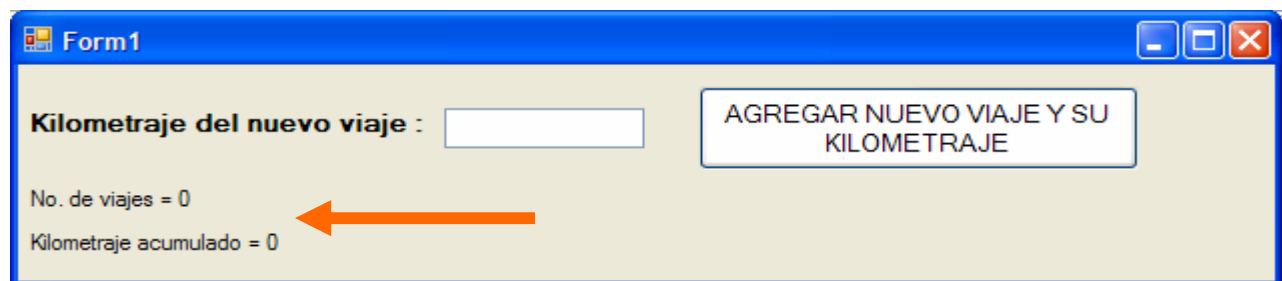 Form1
Kilometraje del nuevo viaje :
AGREGAR NUEVO VIAJE Y SU
KILOMETRAJE
No. de viajes = 0
Kilometraje acumulado = 0